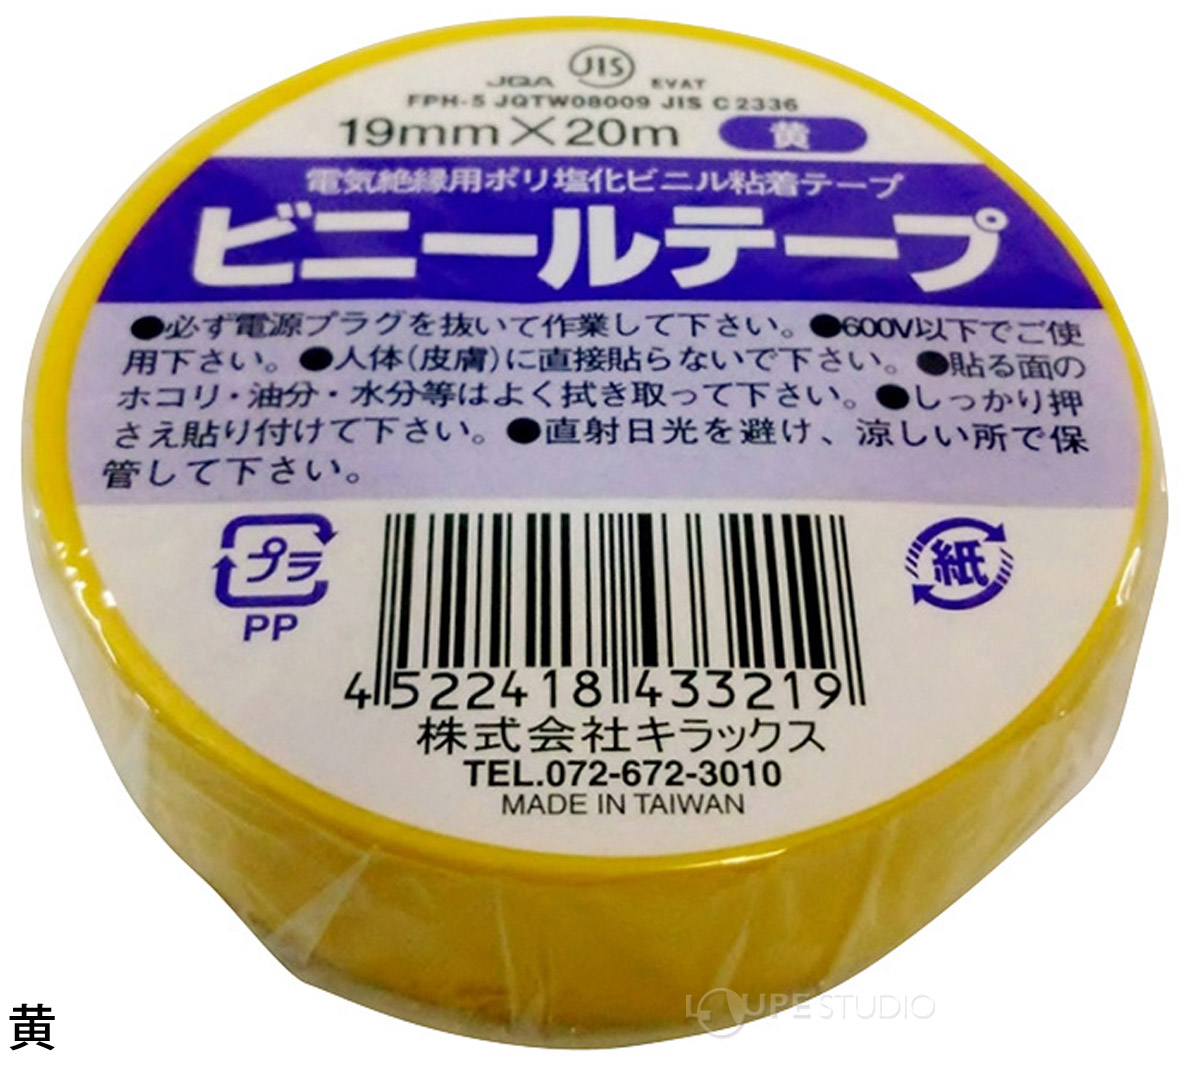 JIS
JQA EVAT
FPH-5 JQTW08009 JIS C 2336
19mm×20m 黄
電気絶縁用ポリ塩化ビニル粘着テープ
ビニールテープ
●必ず電源プラグを抜いて作業して下さい。●600V以下でご使
用下さい。●人体(皮膚)に直接貼らないで下さい。●貼る面の
ホコリ・油分・水分等はよく拭き取って下さい。●しっかり押
さえ貼り付けて下さい。●直射日光を避け、涼しい所で保
管して下さい。
プラ
PP
紙
4 522418 433219
株式会社キラックス
TEL.072-672-3010
MADE IN TAIWAN
LOUPE STUDIO
黄